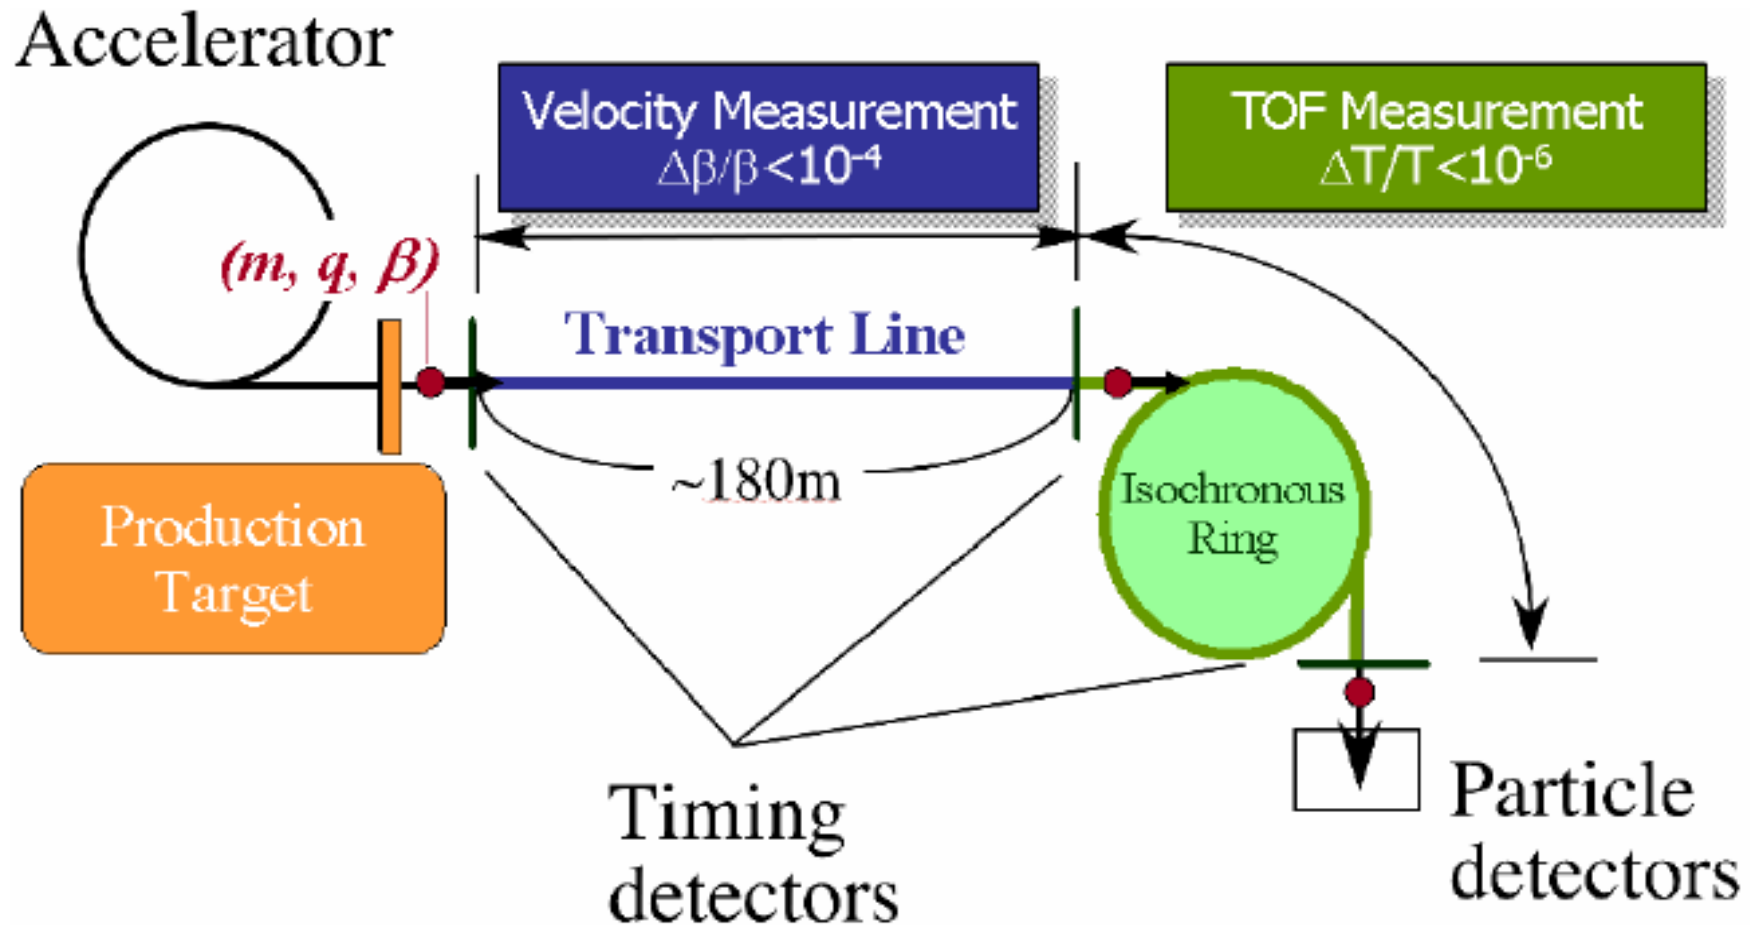 Accelerator
Velocity Measurement
Δβ/β<10⁻⁴
TOF Measurement
ΔT/T<10⁻⁶
(m, q, β)
Transport Line
~180m
Isochronous
Ring
Production
Target
Timing
detectors
Particle
detectors